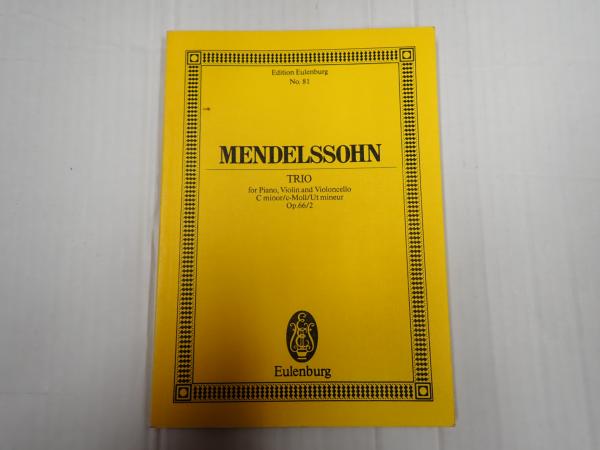 Edition Eulenburg
No. 81
MENDELSSOHN
TRIO
for Piano, Violin and Violoncello
C minor/c-Moll/Ut mineur
Op.66/2
Eulenburg